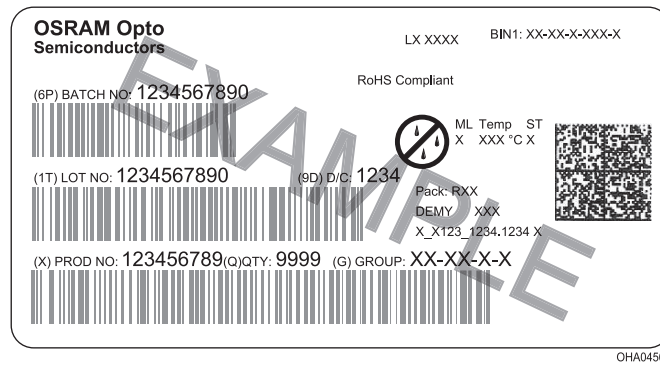 OSRAM Opto
Semiconductors
LX XXXX
BIN1: XX-XX-X-XXX-X
RoHS Compliant
(6P) BATCH NO: 1234567890
ML Temp ST
X XXX °C X
(1T) LOT NO: 1234567890 (9D) D/C: 1234
Pack: RXX
DEMY XXX
X_X123_1234.1234 X
(X) PROD NO: 123456789(Q)QTY: 9999 (G) GROUP: XX-XX-X-X
EXAMPLE